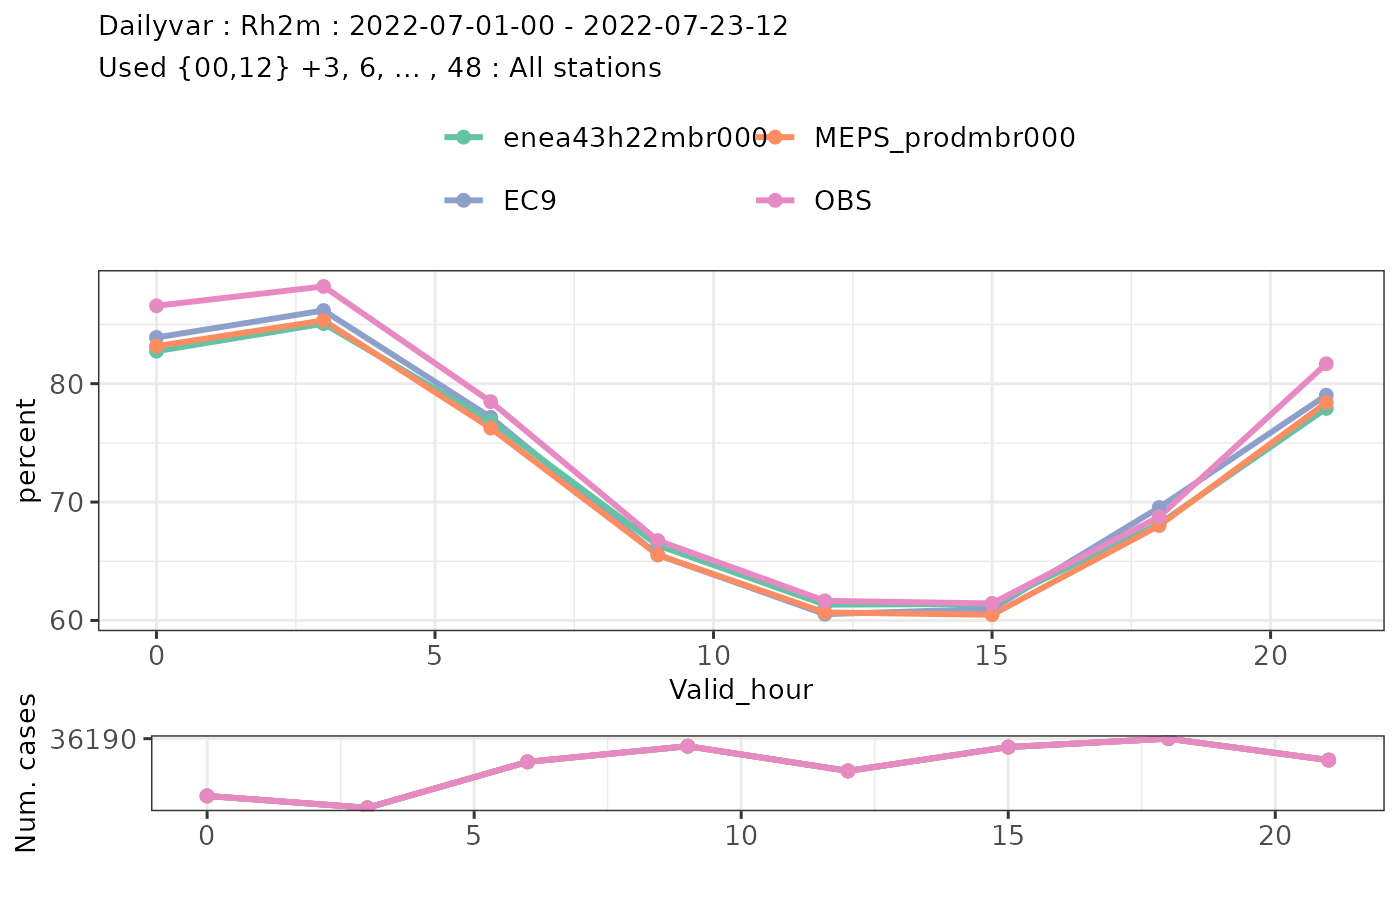 Dailyvar : Rh2m : 2022-07-01-00 - 2022-07-23-12
Used {00,12} +3, 6, ... , 48 : All stations
enea43h22mbr000 MEPS_prodmbr000
EC9 OBS
percent
80
70
60
0 5 10 15 20
Valid_hour
Num. cases
36190
0 5 10 15 20